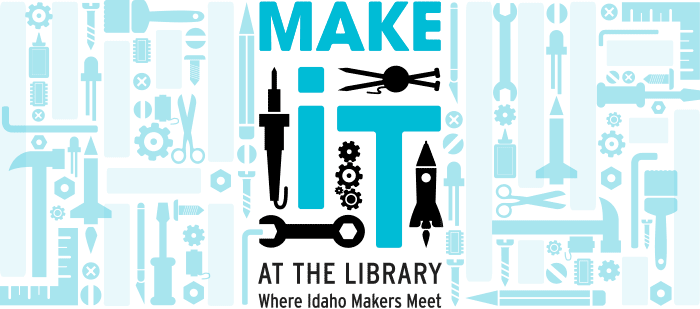 MAKE
iT
AT THE LIBRARY
Where Idaho Makers Meet